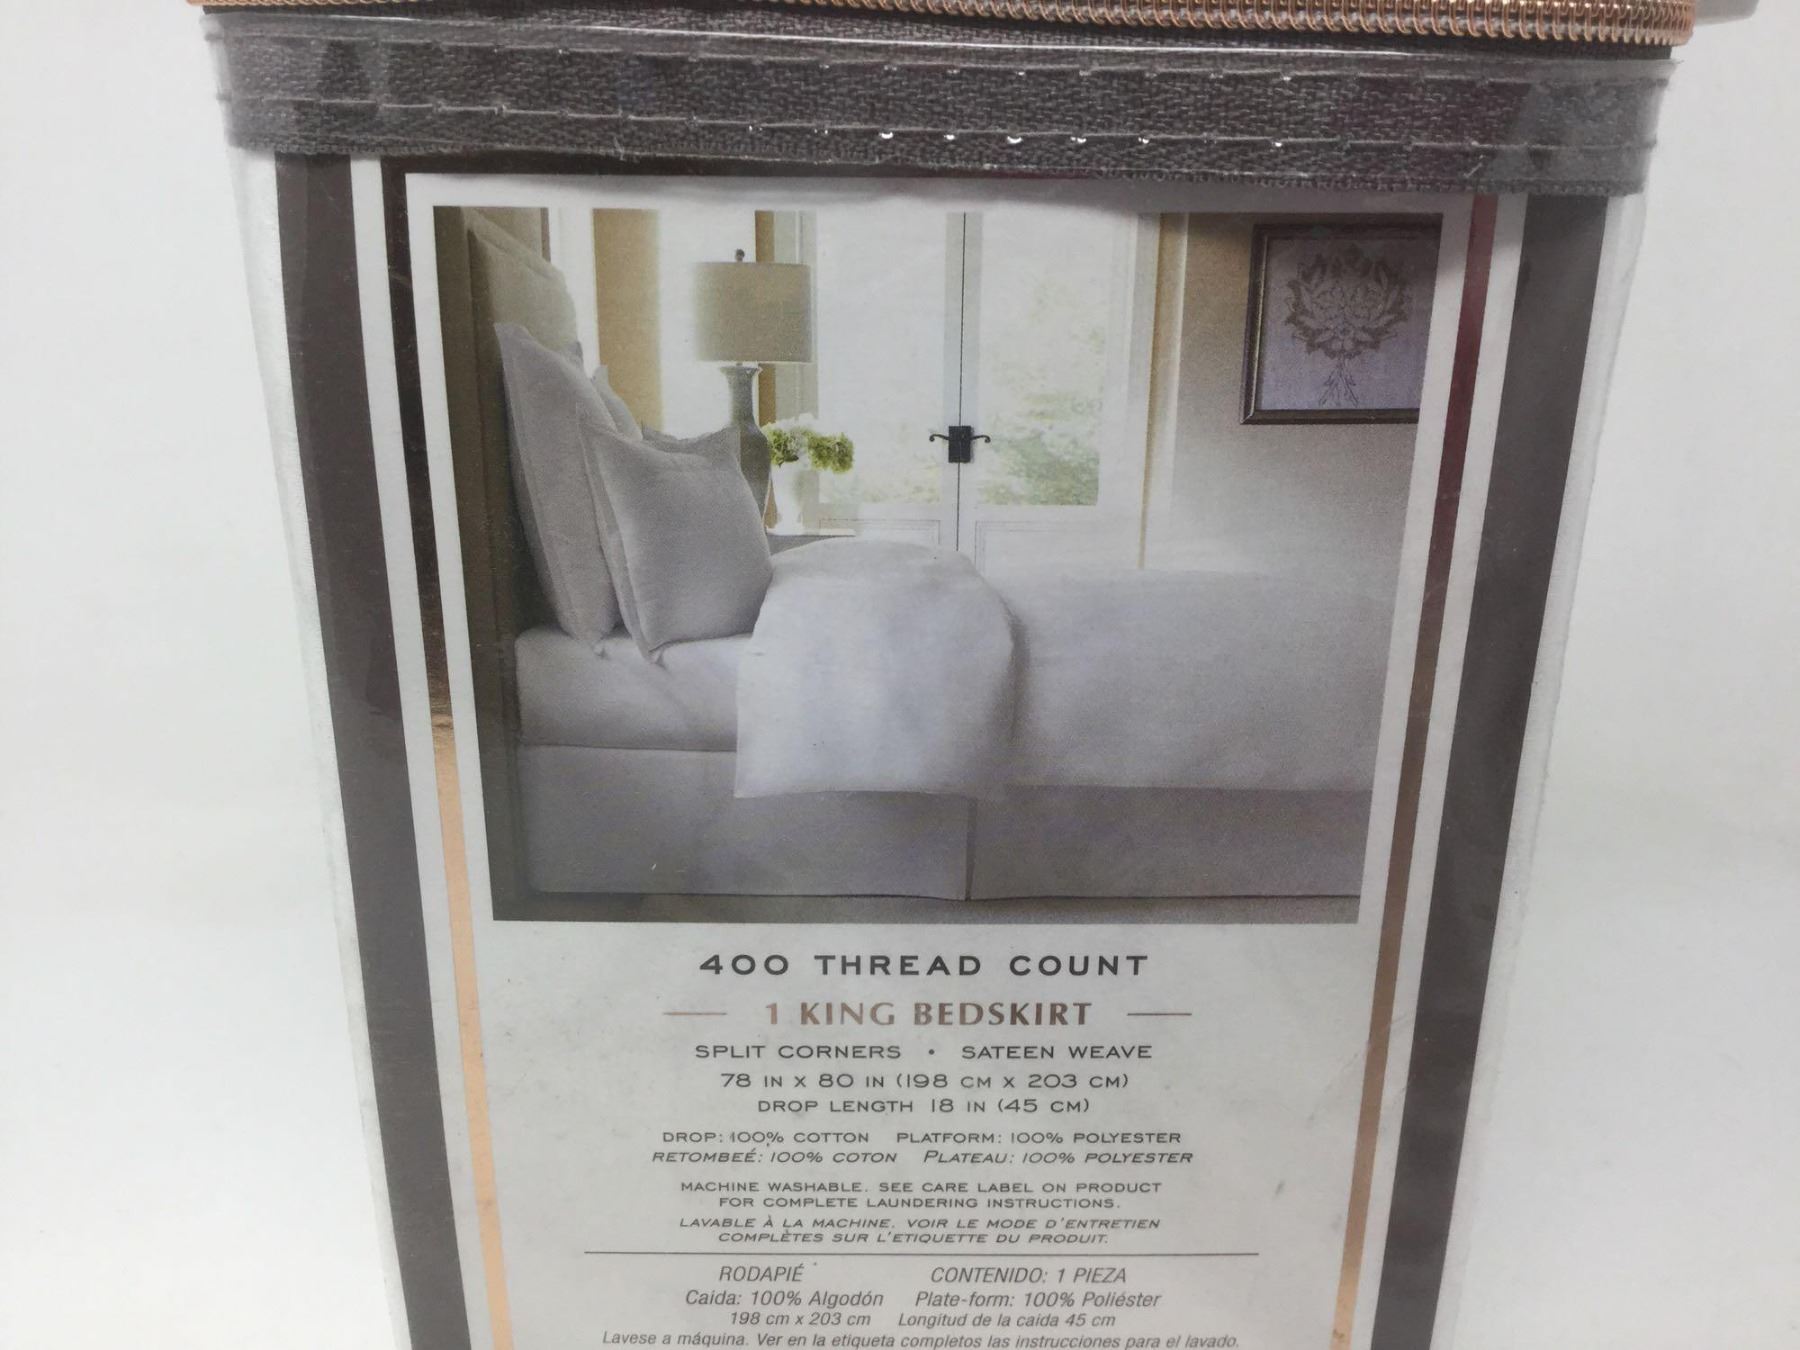 400 THREAD COUNT
1 KING BEDSKIRT
SPLIT CORNERS • SATEEN WEAVE
78 IN X 80 IN (198 CM X 203 CM)
DROP LENGTH 18 IN (45 CM)
DROP: 100% COTTON PLATFORM: 100% POLYESTER
RETOMBEÉ: 100% COTON PLATEAU: 100% POLYESTER
MACHINE WASHABLE. SEE CARE LABEL ON PRODUCT
FOR COMPLETE LAUNDERING INSTRUCTIONS.
LAVABLE À LA MACHINE. VOIR LE MODE D'ENTRETIEN
COMPLÈTES SUR L'ETIQUETTE DU PRODUIT.
RODAPIÉ CONTENIDO: 1 PIEZA
Caida: 100% Algodón Plate-form: 100% Poliéster
198 cm x 203 cm Longitud de la caida 45 cm
Lavese a máquina. Ver en la etiqueta completos las instrucciones para el lavado.